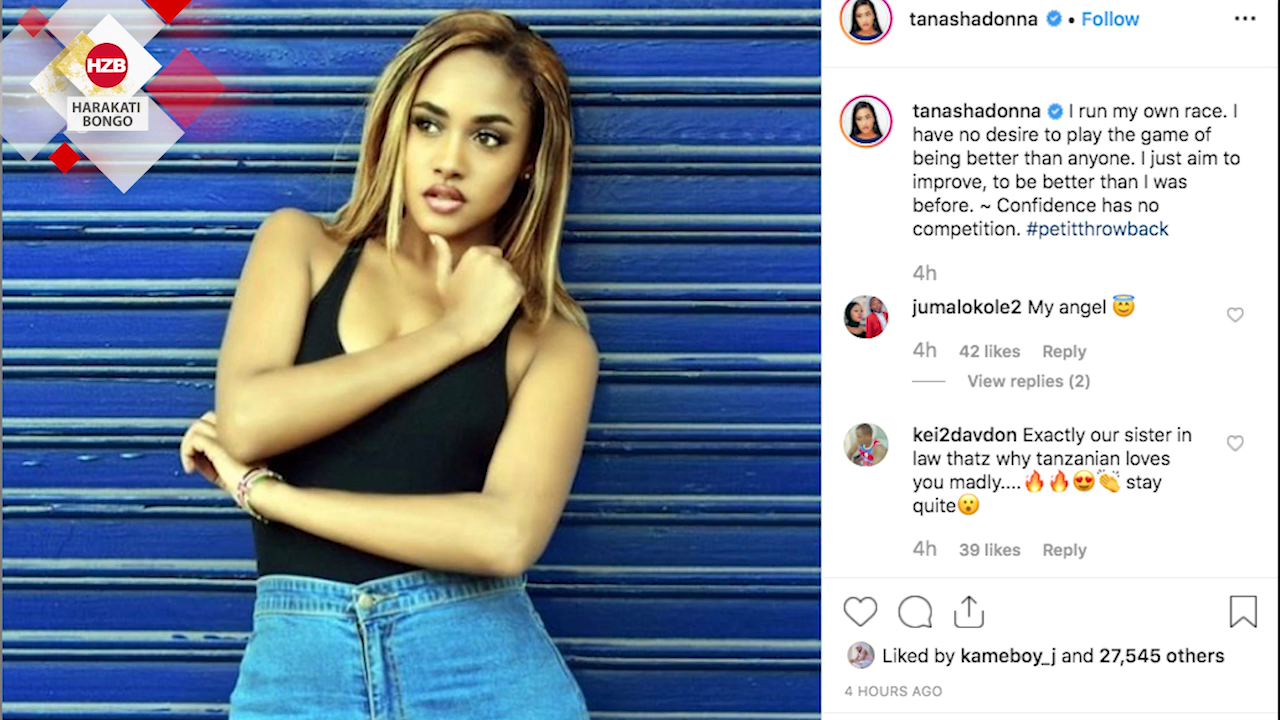 HZB
HARAKATI
BONGO
tanashadonna • Follow
tanashadonna I run my own race. I
have no desire to play the game of
being better than anyone. I just aim to
improve, to be better than I was
before. ~ Confidence has no
competition. #petitthrowback
4h
jumalokole2 My angel 😇
4h 42 likes Reply
View replies (2)
kei2davdon Exactly our sister in
law thatz why tanzanian loves
you madly....🔥🔥😍👏 stay
quite😮
4h 39 likes Reply
Liked by kameboy_j and 27,545 others
4 HOURS AGO